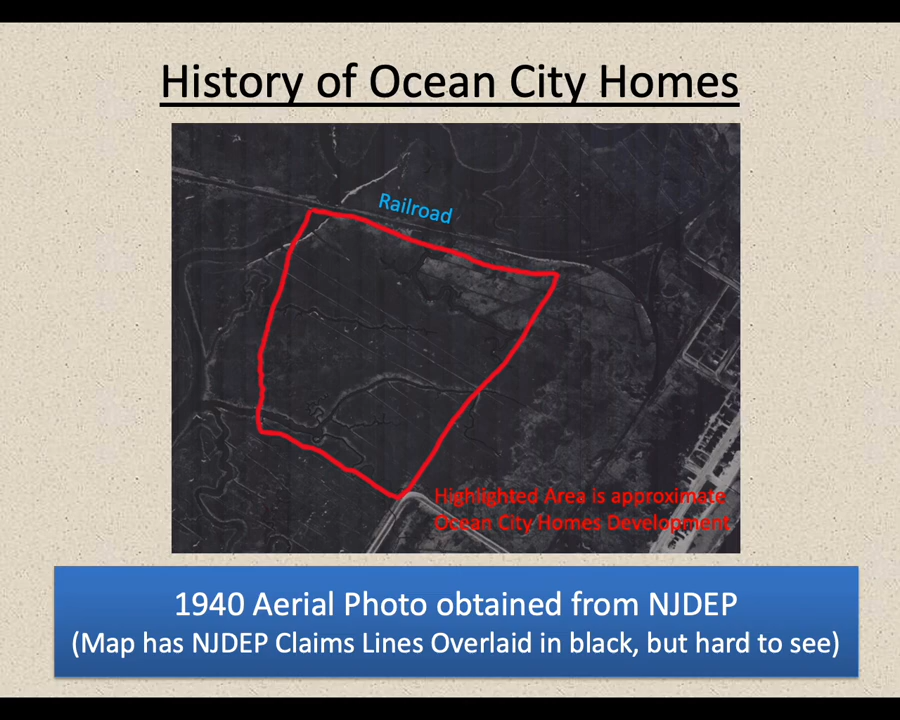 History of Ocean City Homes
Railroad
Highlighted Area is approximate
Ocean City Homes Development
1940 Aerial Photo obtained from NJDEP
(Map has NJDEP Claims Lines Overlaid in black, but hard to see)